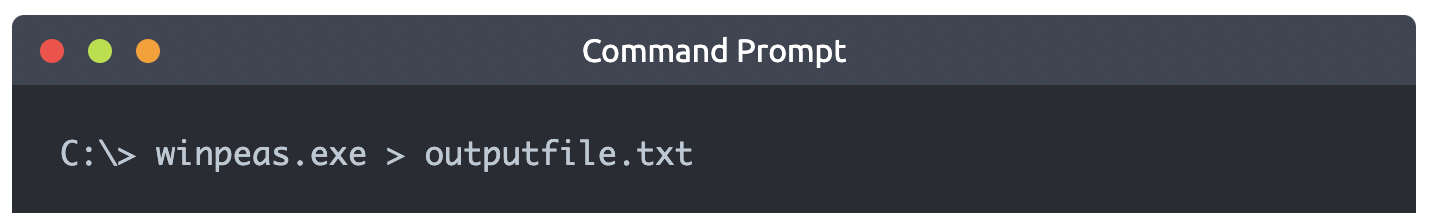 Command Prompt
C:\> winpeas.exe > outputfile.txt